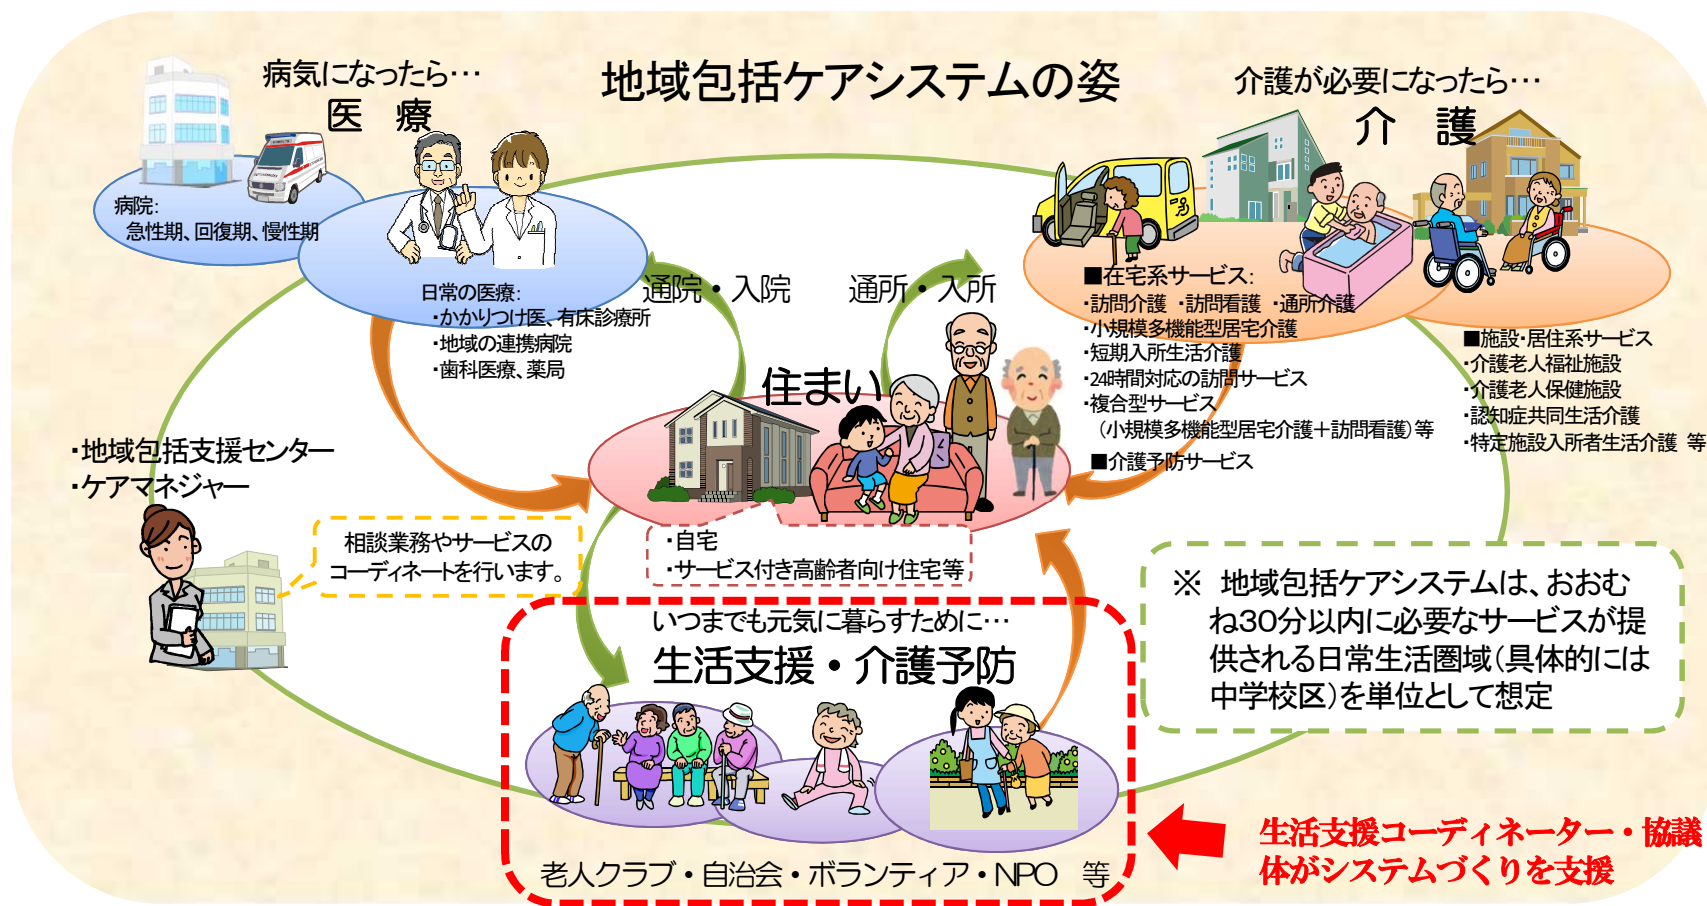 地域包括ケアシステムの姿
病気になったら…
医 療
病院:
急性期、回復期、慢性期
日常の医療:
・かかりつけ医、有床診療所
・地域の連携病院
・歯科医療、薬局
通院・入院
通所・入所
介護が必要になったら…
介 護
■在宅系サービス:
・訪問介護 ・訪問看護 ・通所介護
・小規模多機能型居宅介護
・短期入所生活介護
・24時間対応の訪問サービス
・複合型サービス
（小規模多機能型居宅介護＋訪問看護）等
■介護予防サービス
■施設・居住系サービス
・介護老人福祉施設
・介護老人保健施設
・認知症共同生活介護
・特定施設入所者生活介護 等
住まい
・自宅
・サービス付き高齢者向け住宅等
・地域包括支援センター
・ケアマネジャー
相談業務やサービスの
コーディネートを行います。
※ 地域包括ケアシステムは、おおむ
ね30分以内に必要なサービスが提
供される日常生活圏域（具体的には
中学校区）を単位として想定
いつまでも元気に暮らすために…
生活支援・介護予防
老人クラブ・自治会・ボランティア・NPO 等
生活支援コーディネーター・協議
体がシステムづくりを支援